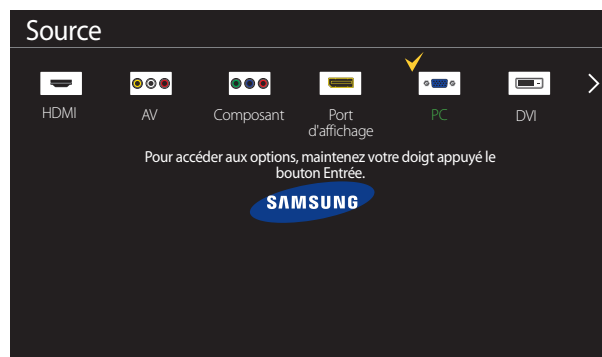 Source
HDMI AV Composant Port PC DVI
d'affichage
Pour accéder aux options, maintenez votre doigt appuyé le
bouton Entrée.
SAMSUNG